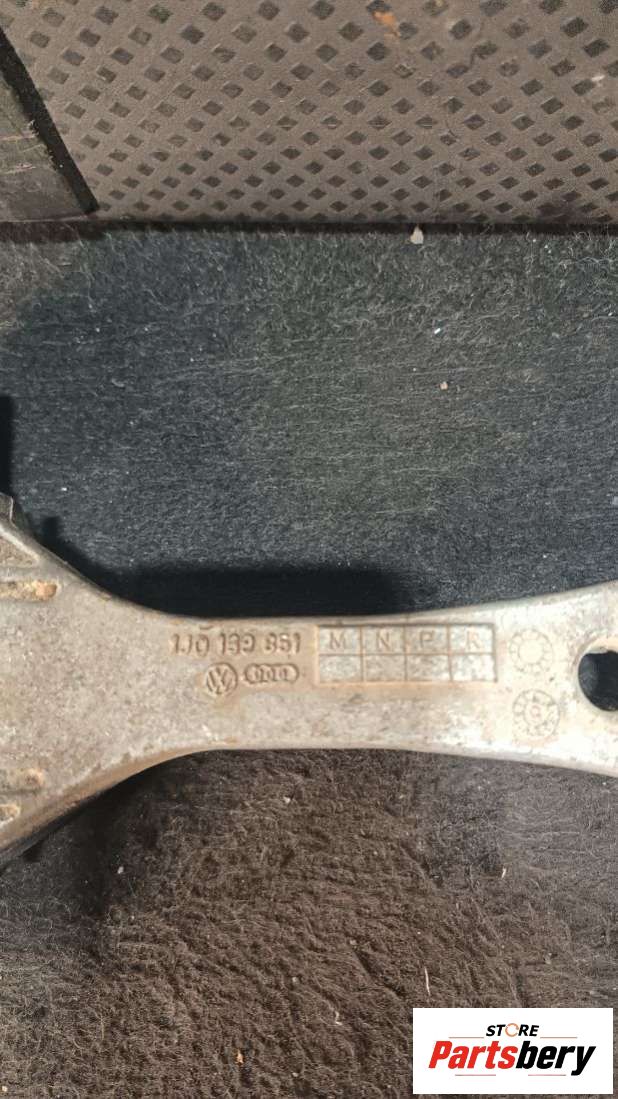 1J0 199 851
M N P R
STORE
Partsbery